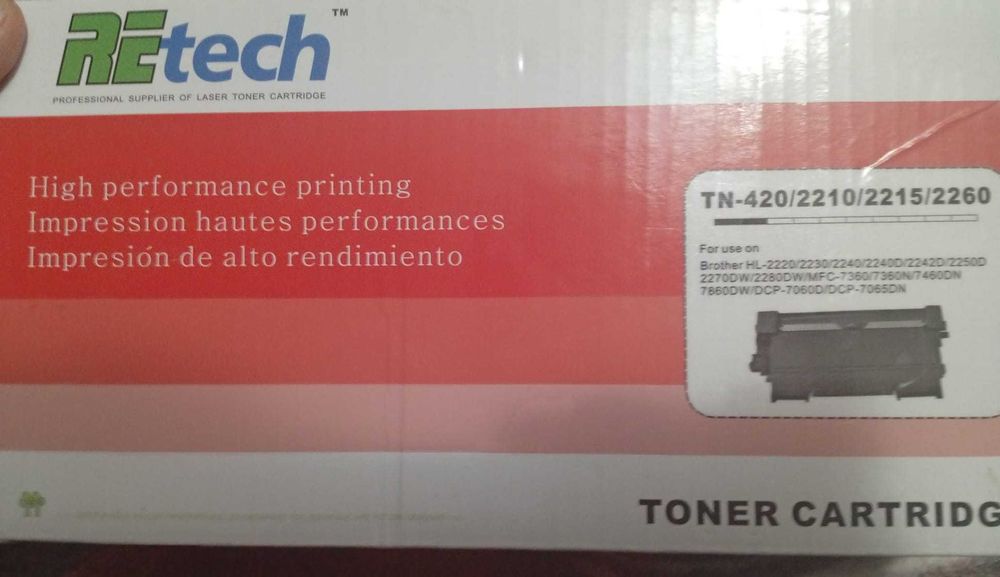 REtech™
PROFESSIONAL SUPPLIER OF LASER TONER CARTRIDGE
High performance printing
Impression hautes performances
Impresión de alto rendimiento
TN-420/2210/2215/2260
For use on
Brother HL-2220/2230/2240/2240D/2242D/2250D
2270DW/2280DW/MFC-7360/7360N/7460DN
7860DW/DCP-7060D/DCP-7065DN
TONER CARTRIDG